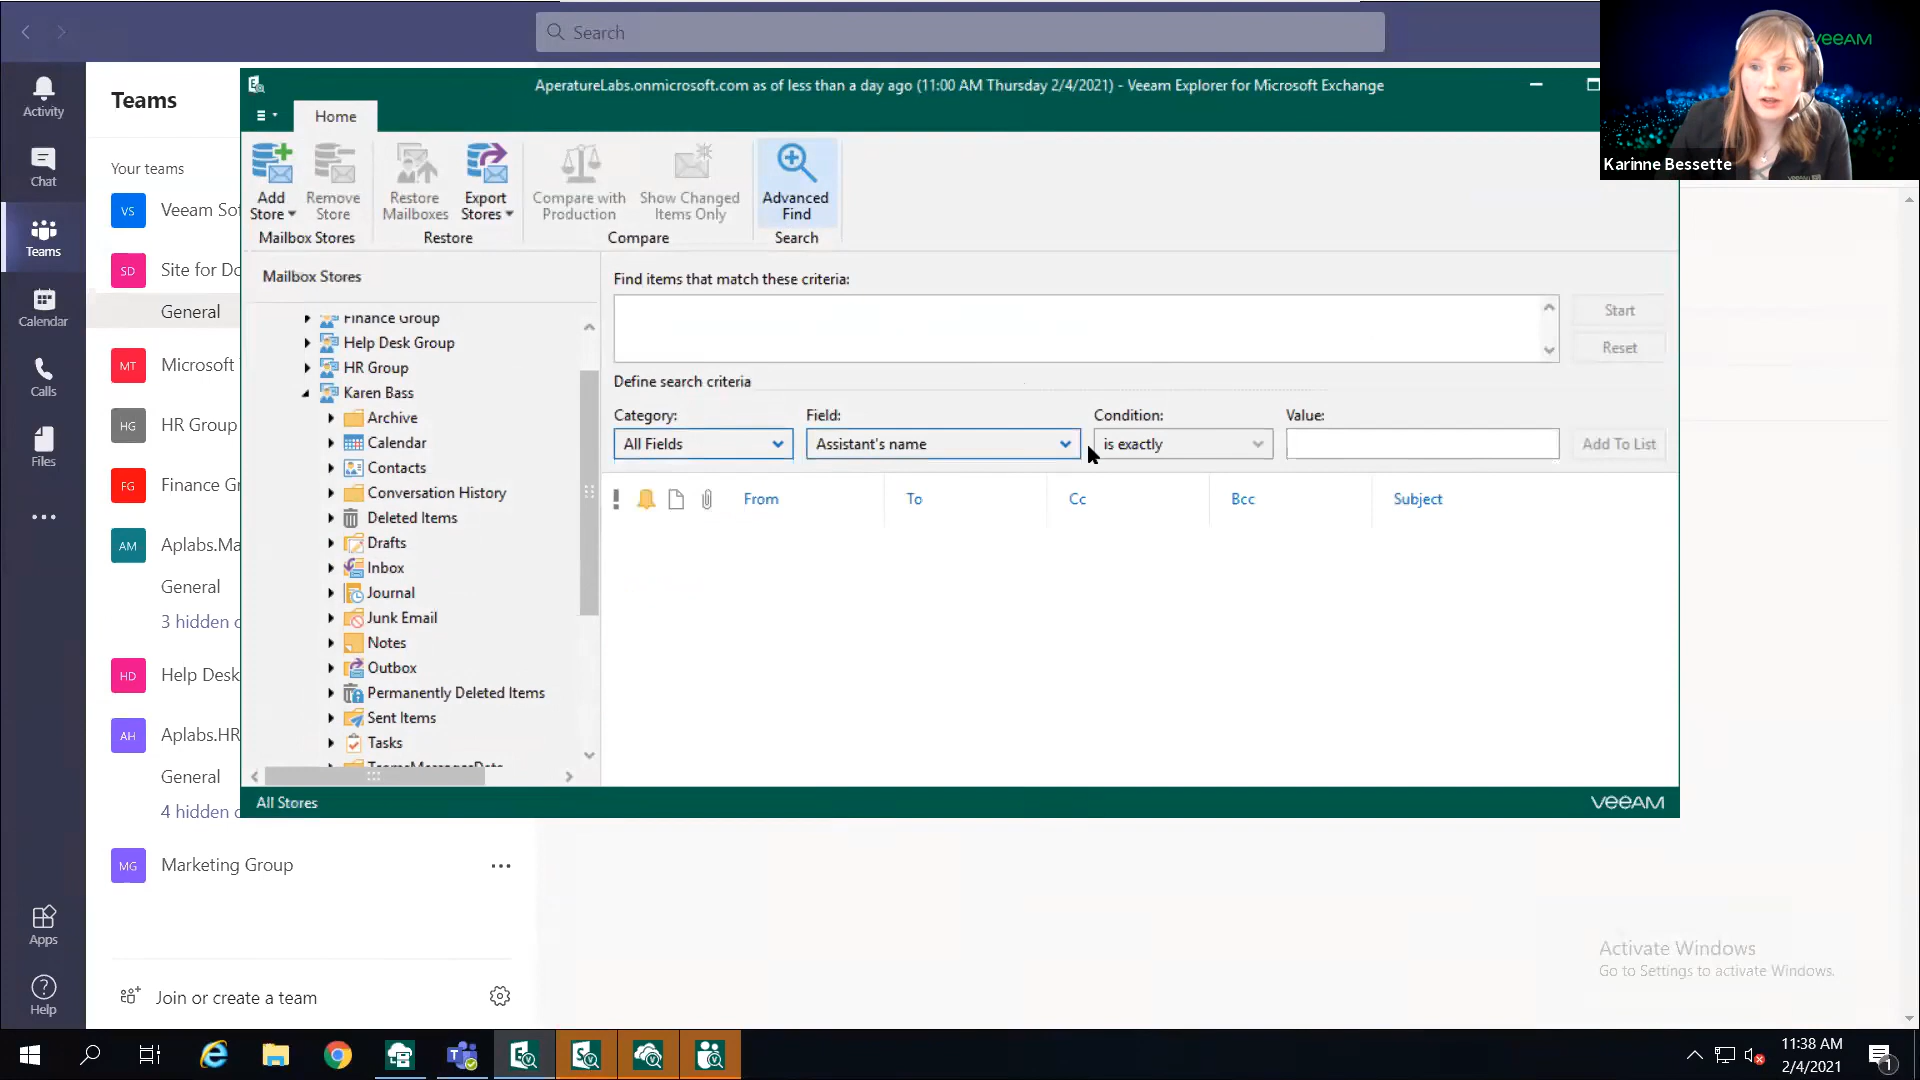 Search
VEEAM
Karinne Bessette
AperatureLabs.onmicrosoft.com as of less than a day ago (11:00 AM Thursday 2/4/2021) - Veeam Explorer for Microsoft Exchange
Home
Add
Store
Remove
Store
Mailbox Stores
Restore
Mailboxes
Export
Stores
Restore
Compare with
Production
Show Changed
Items Only
Compare
Advanced
Find
Search
Activity
Chat
Teams
Calendar
Calls
Files
Apps
Help
Teams
Your teams
VS
Veeam Sof
SD
Site for Do
General
MT
Microsoft
HG
HR Group
FG
Finance Gr
AM
Aplabs.Ma
General
3 hidden c
HD
Help Desk
AH
Aplabs.HR
General
4 hidden c
MG
Marketing Group
Join or create a team
Mailbox Stores
Finance Group
Help Desk Group
HR Group
Karen Bass
Archive
Calendar
Contacts
Conversation History
Deleted Items
Drafts
Inbox
Journal
Junk Email
Notes
Outbox
Permanently Deleted Items
Sent Items
Tasks
TeamsMessagesData
Find items that match these criteria:
Start
Reset
Define search criteria
Category:
Field:
Condition:
Value:
All Fields
Assistant's name
is exactly
Add To List
From
To
Cc
Bcc
Subject
All Stores
VEEAM
Activate Windows
Go to Settings to activate Windows.
11:38 AM
2/4/2021
1